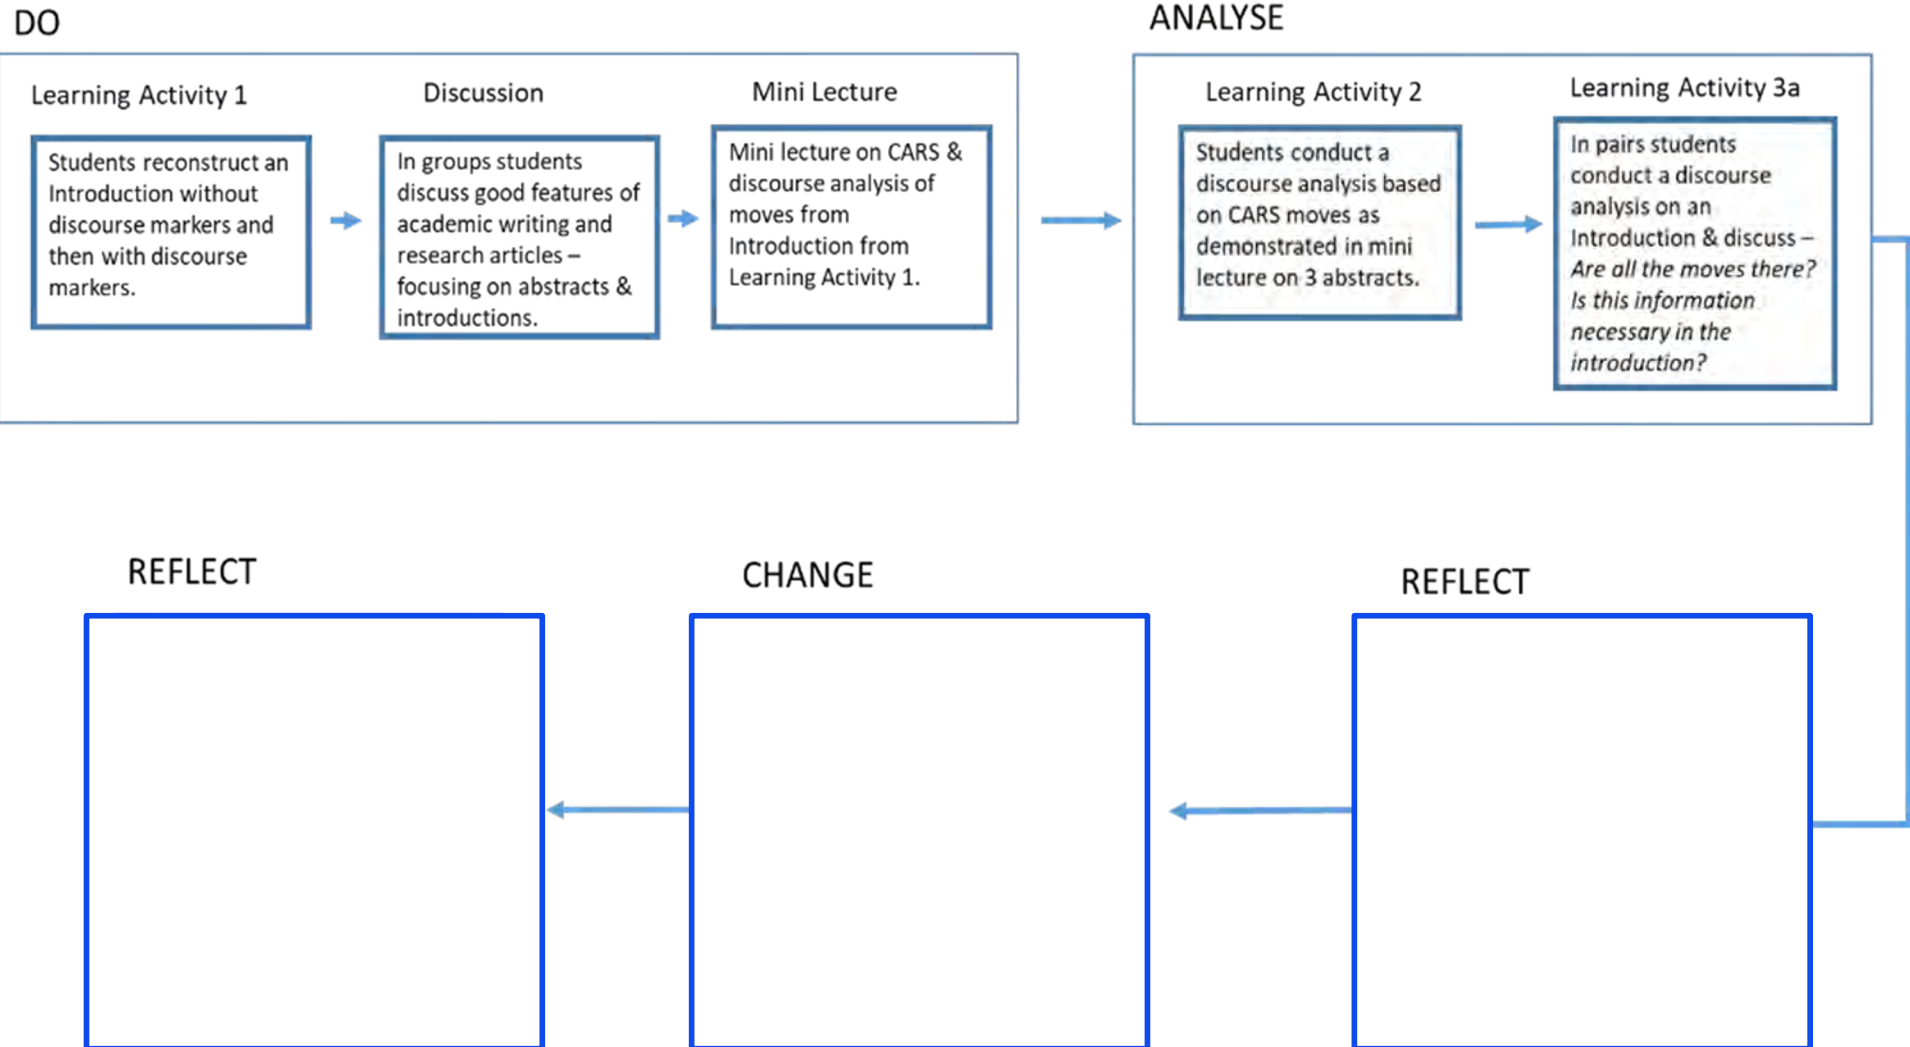 DO
Learning Activity 1
Students reconstruct an
Introduction without
discourse markers and
then with discourse
markers.
Discussion
In groups students
discuss good features of
academic writing and
research articles –
focusing on abstracts &
introductions.
Mini Lecture
Mini lecture on CARS &
discourse analysis of
moves from
Introduction from
Learning Activity 1.
ANALYSE
Learning Activity 2
Students conduct a
discourse analysis based
on CARS moves as
demonstrated in mini
lecture on 3 abstracts.
Learning Activity 3a
In pairs students
conduct a discourse
analysis on an
Introduction & discuss –
Are all the moves there?
Is this information
necessary in the
introduction?
REFLECT
CHANGE
REFLECT